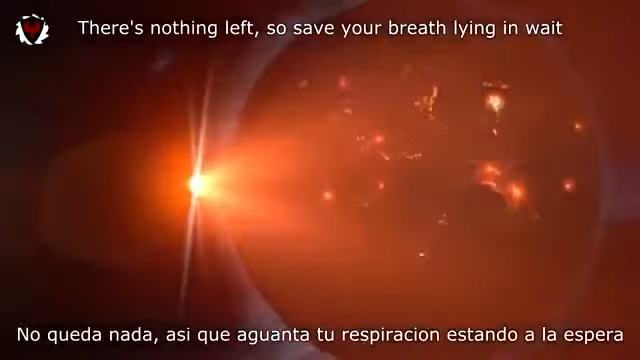 There's nothing left, so save your breath lying in wait
No queda nada, asi que aguanta tu respiracion estando a la espera